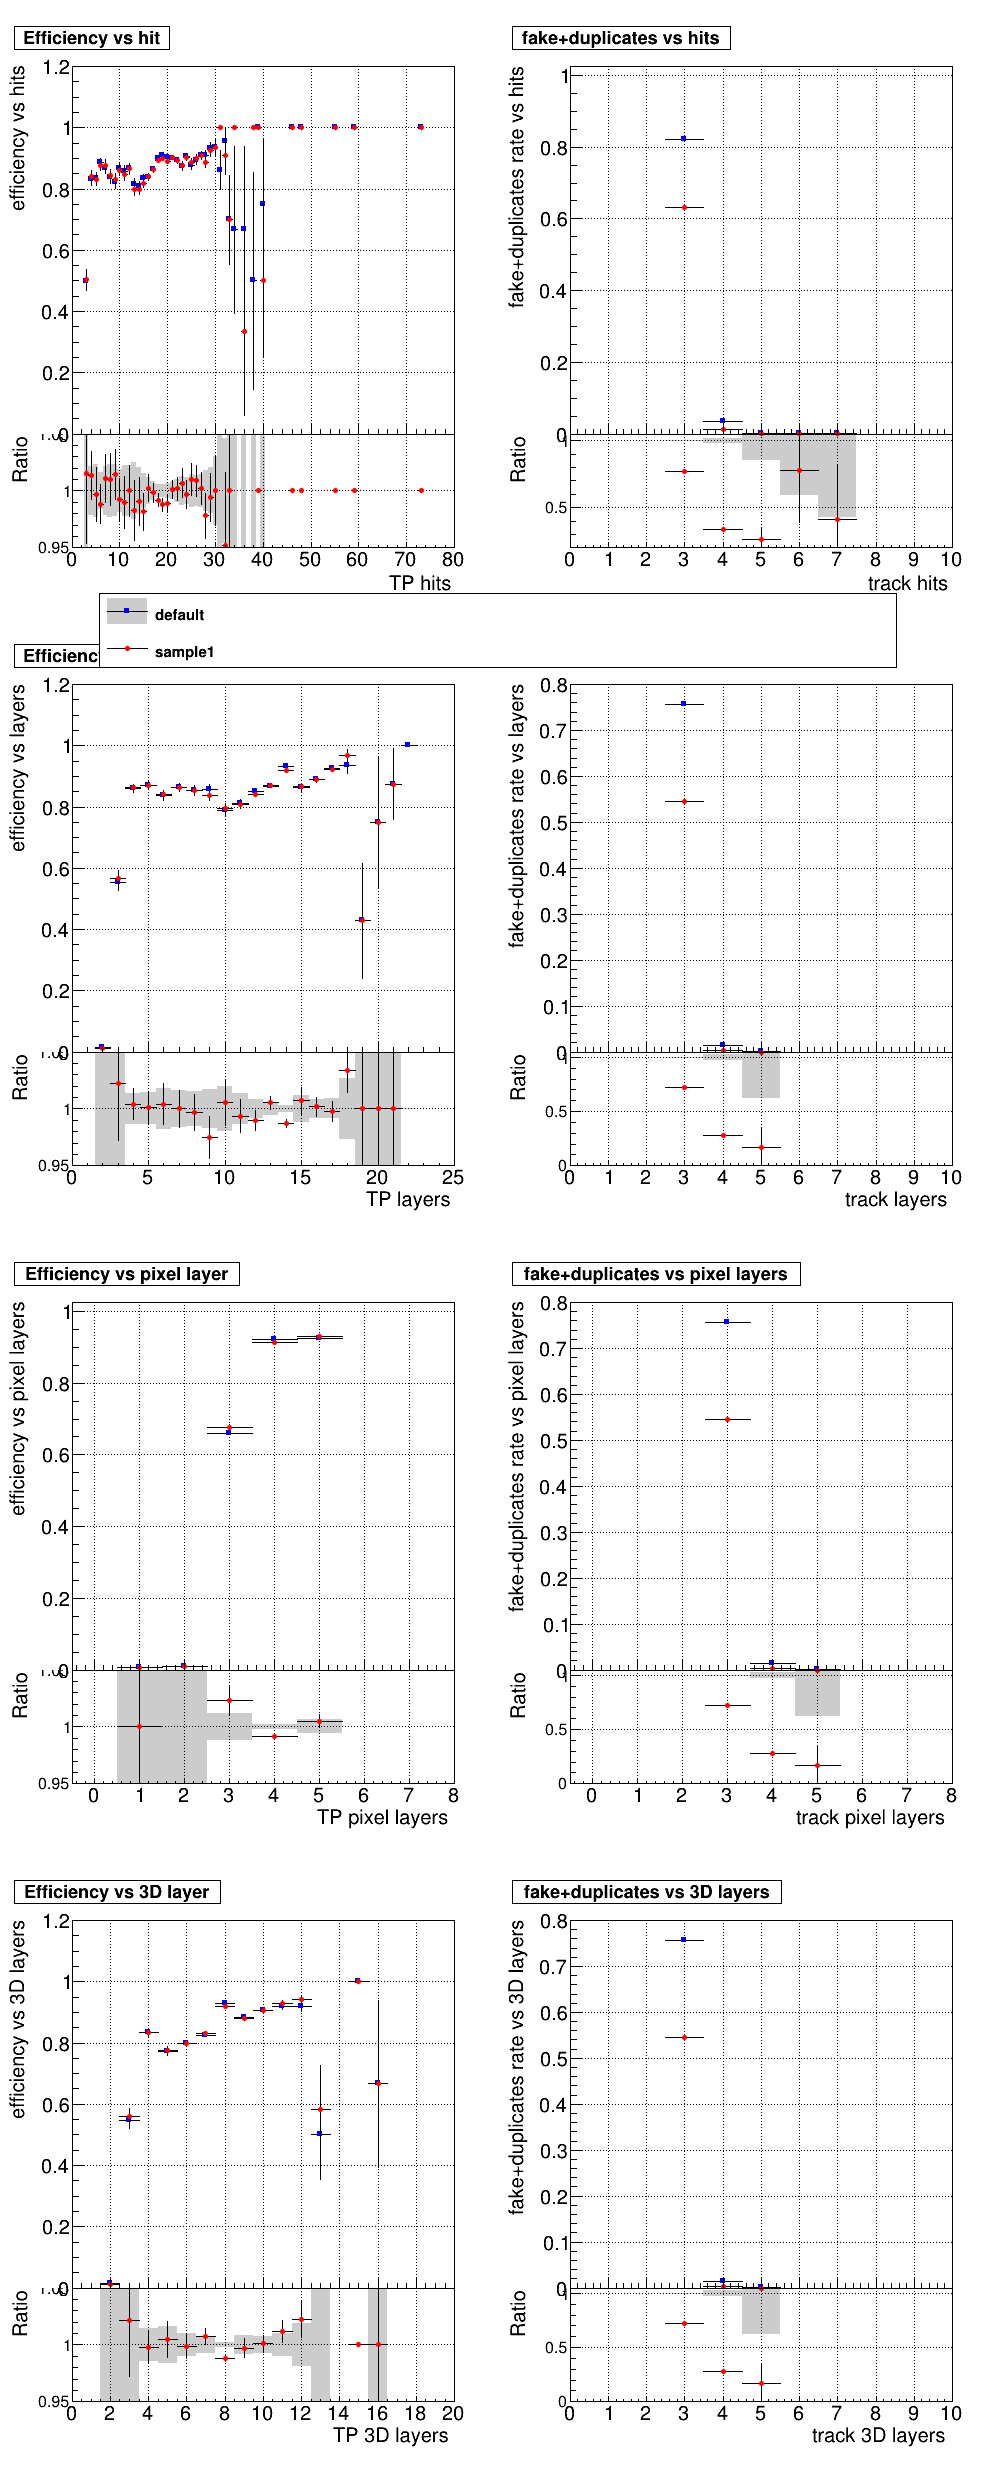 Efficiency vs hit
fake+duplicates vs hits
efficiency vs hits
1.2
1
0.8
0.6
0.4
0.2
Ratio
1
0.95
0 10 20 30 40 50 60 70 80
TP hits
fake+duplicates rate vs hits
1
0.8
0.6
0.4
0.2
0
Ratio
0.5
0 1 2 3 4 5 6 7 8 9 10
track hits
default
sample1
Efficienc
efficiency vs layers
1.2
1
0.8
0.6
0.4
0.2
Ratio
1
0.95
0 5 10 15 20 25
TP layers
fake+duplicates rate vs layers
0.8
0.7
0.6
0.5
0.4
0.3
0.2
0.1
0
Ratio
0.5
0
0 1 2 3 4 5 6 7 8 9 10
track layers
Efficiency vs pixel layer
fake+duplicates vs pixel layers
efficiency vs pixel layers
1
0.8
0.6
0.4
0.2
Ratio
1
0.95
0 1 2 3 4 5 6 7 8
TP pixel layers
fake+duplicates rate vs pixel layers
0.8
0.7
0.6
0.5
0.4
0.3
0.2
0.1
0
Ratio
0.5
0
0 1 2 3 4 5 6 7 8
track pixel layers
Efficiency vs 3D layer
fake+duplicates vs 3D layers
efficiency vs 3D layers
1.2
1
0.8
0.6
0.4
0.2
Ratio
1
0.95
0 2 4 6 8 10 12 14 16 18 20
TP 3D layers
fake+duplicates rate vs 3D layers
0.8
0.7
0.6
0.5
0.4
0.3
0.2
0.1
0
Ratio
0.5
0
0 1 2 3 4 5 6 7 8 9 10
track 3D layers